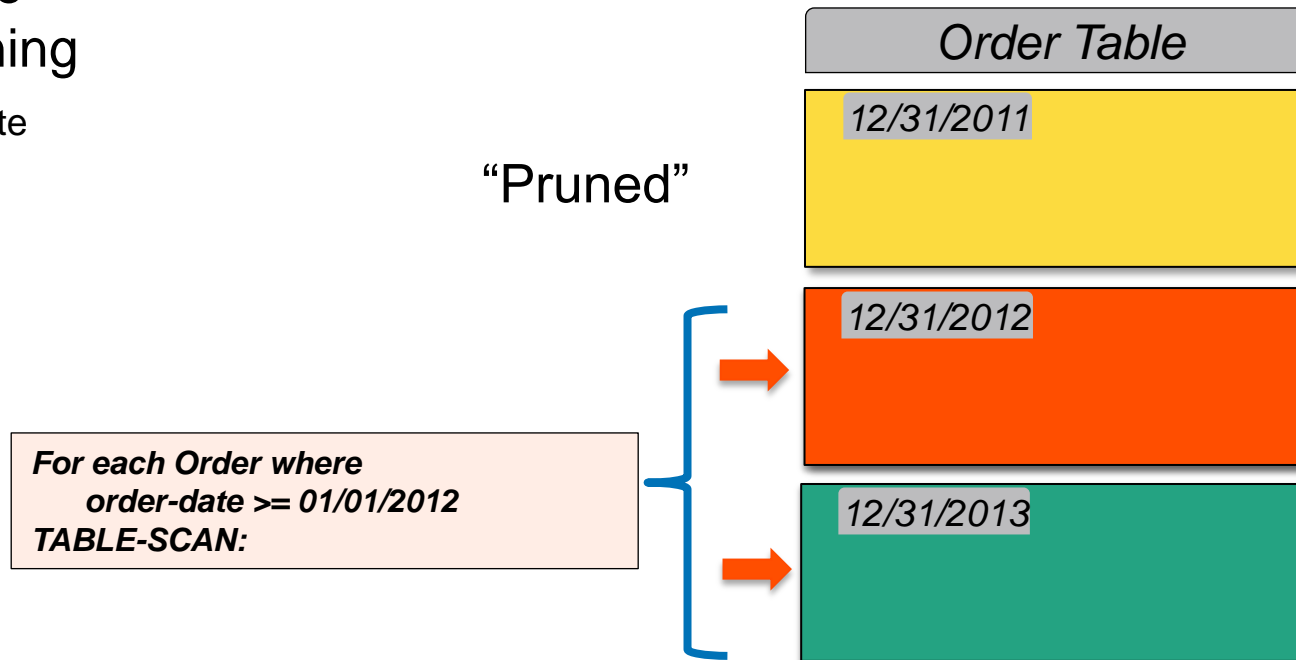 ning
te
Order Table
12/31/2011
“Pruned”
12/31/2012
For each Order where
order-date >= 01/01/2012
TABLE-SCAN:
12/31/2013